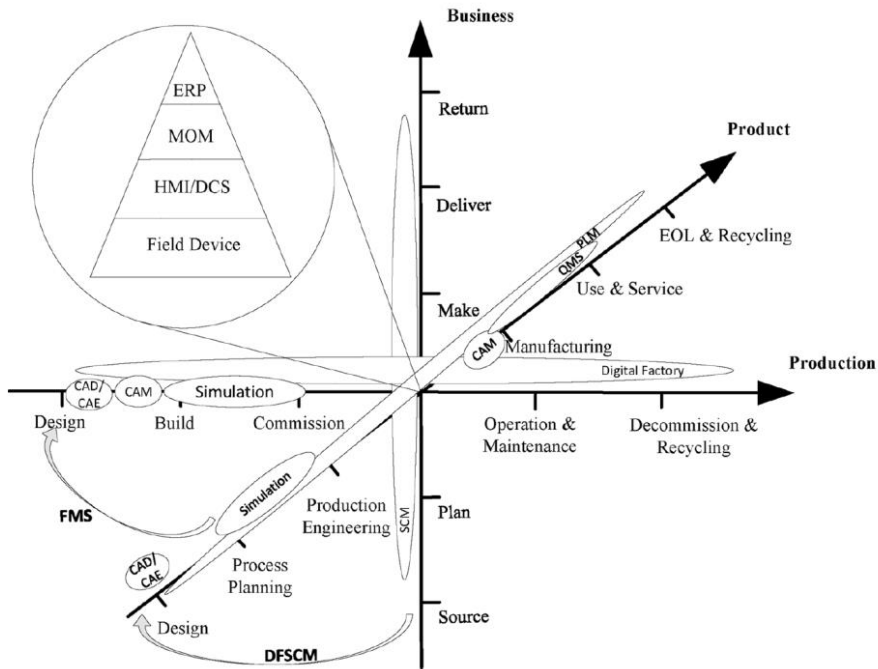 Business
ERP
MOM
HMI/DCS
Field Device
Return
Product
Deliver
PLM
QMS
EOL & Recycling
Use & Service
Make
CAM
Manufacturing
Digital Factory
Production
CAD/
CAE
CAM
Simulation
Design
Build
Commission
Operation &
Maintenance
Decommission &
Recycling
Simulation
Production
Engineering
SCM
Plan
FMS
CAD/
CAE
Process
Planning
Design
Source
DFSCM